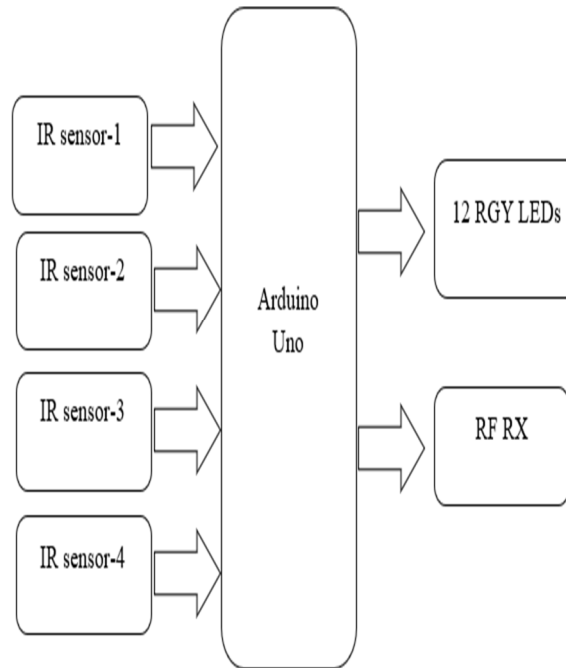 IR sensor-1
IR sensor-2
IR sensor-3
IR sensor-4
Arduino
Uno
12 RGY LEDs
RF RX